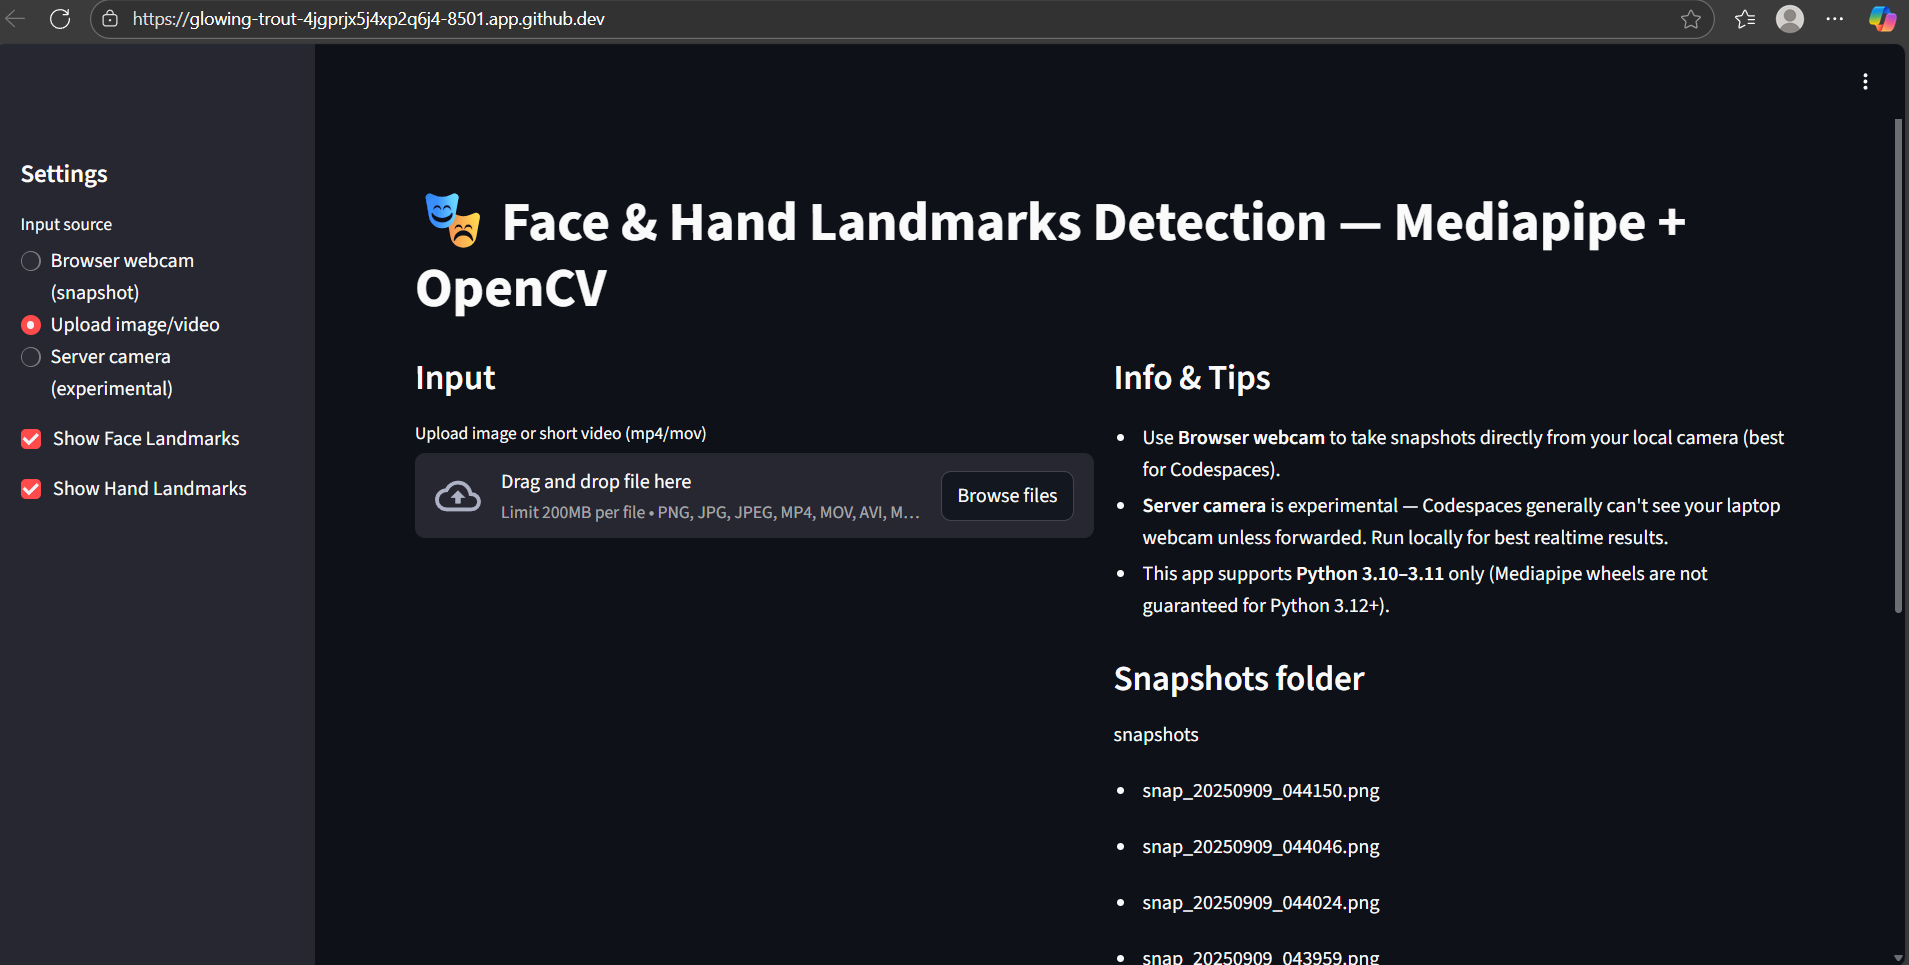 https://glowing-trout-4jgprjx5j4xp2q6j4-8501.app.github.dev
Settings
Input source
Browser webcam
(snapshot)
Upload image/video
Server camera
(experimental)
Show Face Landmarks
Show Hand Landmarks
Face & Hand Landmarks Detection — Mediapipe +
OpenCV
Input
Upload image or short video (mp4/mov)
Drag and drop file here
Limit 200MB per file • PNG, JPG, JPEG, MP4, MOV, AVI, M...
Browse files
Info & Tips
Use Browser webcam to take snapshots directly from your local camera (best
for Codespaces).
Server camera is experimental — Codespaces generally can't see your laptop
webcam unless forwarded. Run locally for best realtime results.
This app supports Python 3.10–3.11 only (Mediapipe wheels are not
guaranteed for Python 3.12+).
Snapshots folder
snapshots
snap_20250909_044150.png
snap_20250909_044046.png
snap_20250909_044024.png
snap_20250909_043959.png